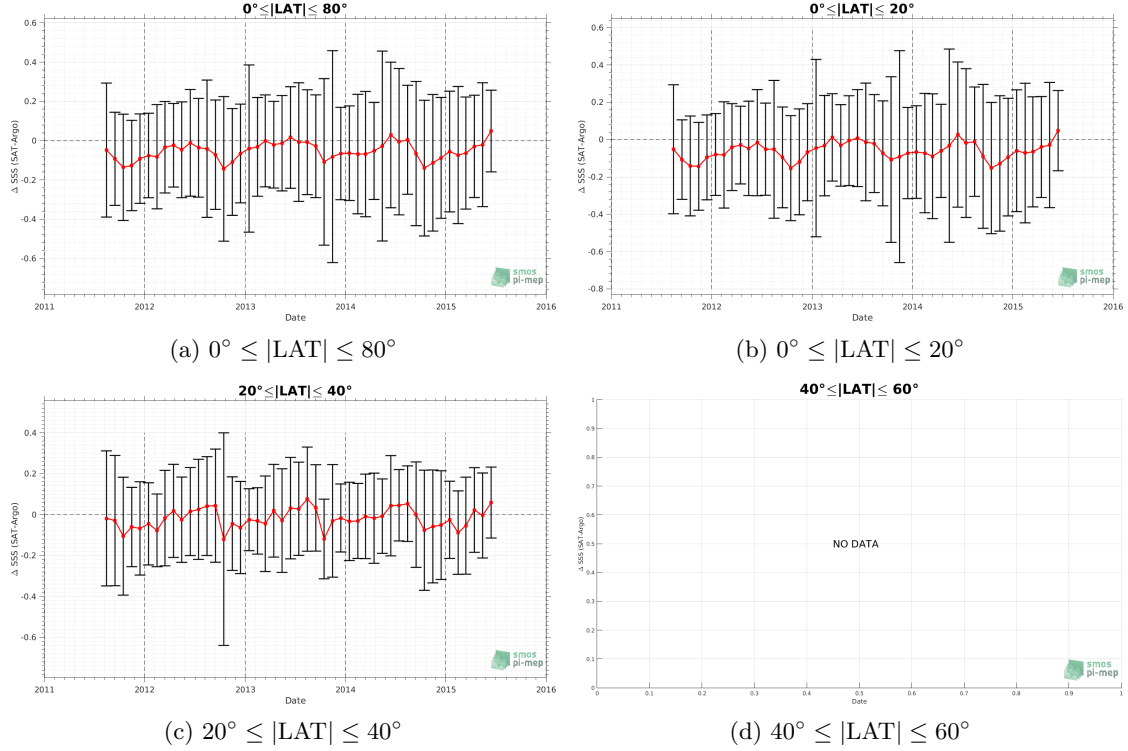 0°≤|LAT|≤ 80°
0.6
0.4
0.2
0
-0.2
-0.4
-0.6
Δ SSS (SAT-Argo)
2011
2012
2013
2014
2015
2016
Date
smos
pi-mep
(a) 0° ≤ |LAT| ≤ 80°
0°≤|LAT|≤ 20°
0.6
0.4
0.2
0
-0.2
-0.4
-0.6
-0.8
Δ SSS (SAT-Argo)
2011
2012
2013
2014
2015
2016
Date
smos
pi-mep
(b) 0° ≤ |LAT| ≤ 20°
20°≤|LAT|≤ 40°
0.4
0.2
0
-0.2
-0.4
-0.6
Δ SSS (SAT-Argo)
2011
2012
2013
2014
2015
2016
Date
smos
pi-mep
(c) 20° ≤ |LAT| ≤ 40°
40°≤|LAT|≤ 60°
1
0.9
0.8
0.7
0.6
0.5
0.4
0.3
0.2
0.1
0
Δ SSS (SAT-Argo)
NO DATA
0
0.1
0.2
0.3
0.4
0.5
0.6
0.7
0.8
0.9
1
Date
smos
pi-mep
(d) 40° ≤ |LAT| ≤ 60°